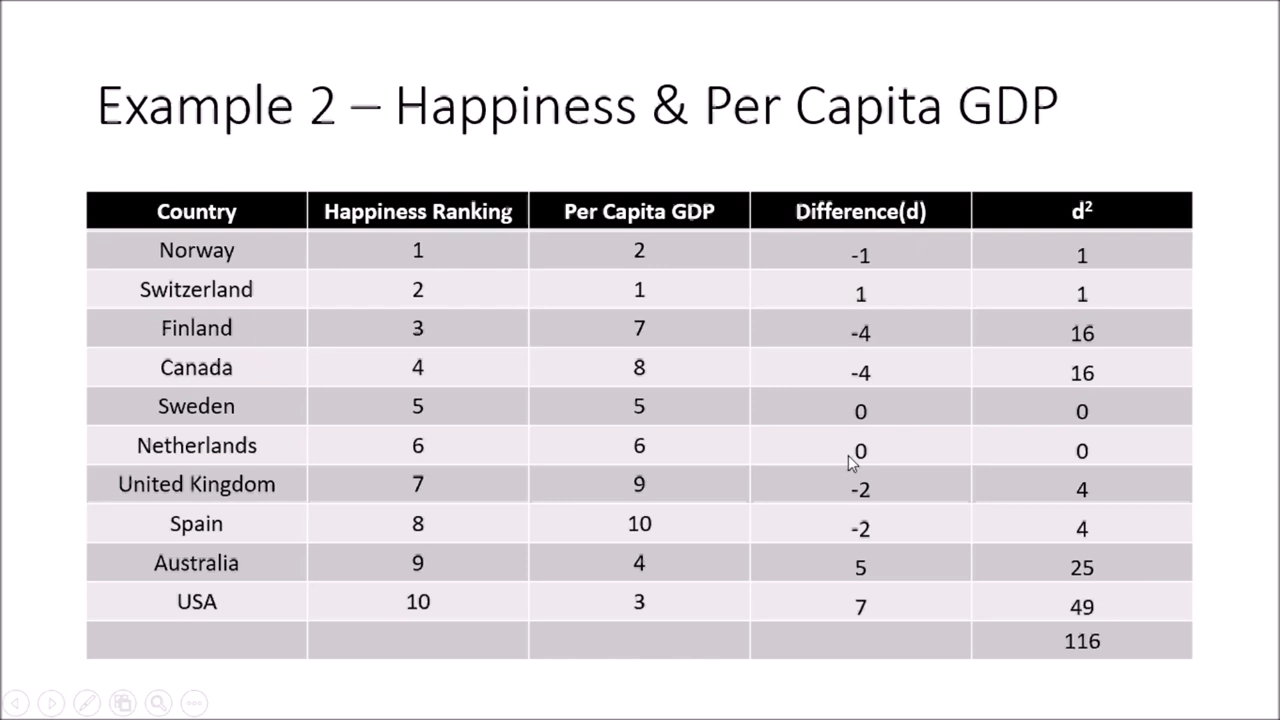 Example 2 – Happiness & Per Capita GDP
Country Happiness Ranking Per Capita GDP Difference(d) d²
Norway 1 2 -1 1
Switzerland 2 1 1 1
Finland 3 7 -4 16
Canada 4 8 -4 16
Sweden 5 5 0 0
Netherlands 6 6 0 0
United Kingdom 7 9 -2 4
Spain 8 10 -2 4
Australia 9 4 5 25
USA 10 3 7 49
116